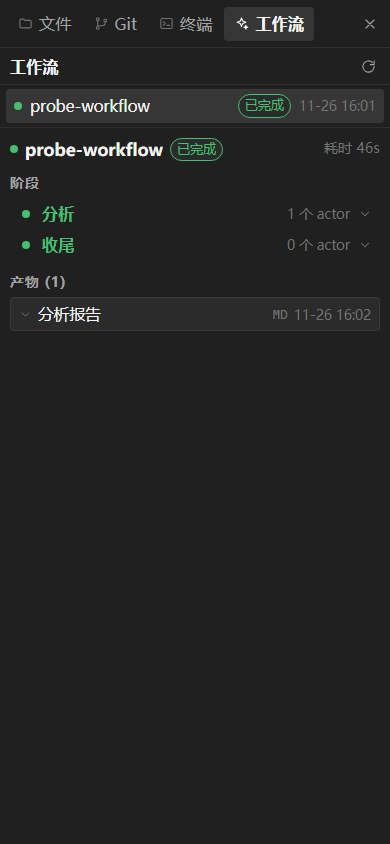 文件 Git 终端 工作流
工作流
probe-workflow 已完成 11-26 16:01
probe-workflow 已完成 耗时 46s
阶段
分析 1 个 actor
收尾 0 个 actor
产物 (1)
分析报告 MD 11-26 16:02